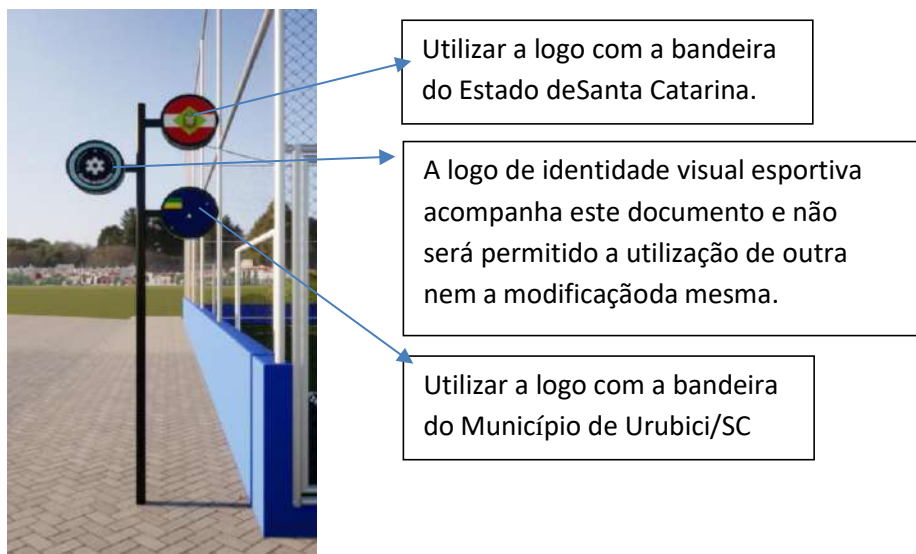 Utilizar a logo com a bandeira
do Estado deSanta Catarina.
A logo de identidade visual esportiva
acompanha este documento e não
será permitido a utilização de outra
nem a modificaçãoda mesma.
Utilizar a logo com a bandeira
do Município de Urubici/SC